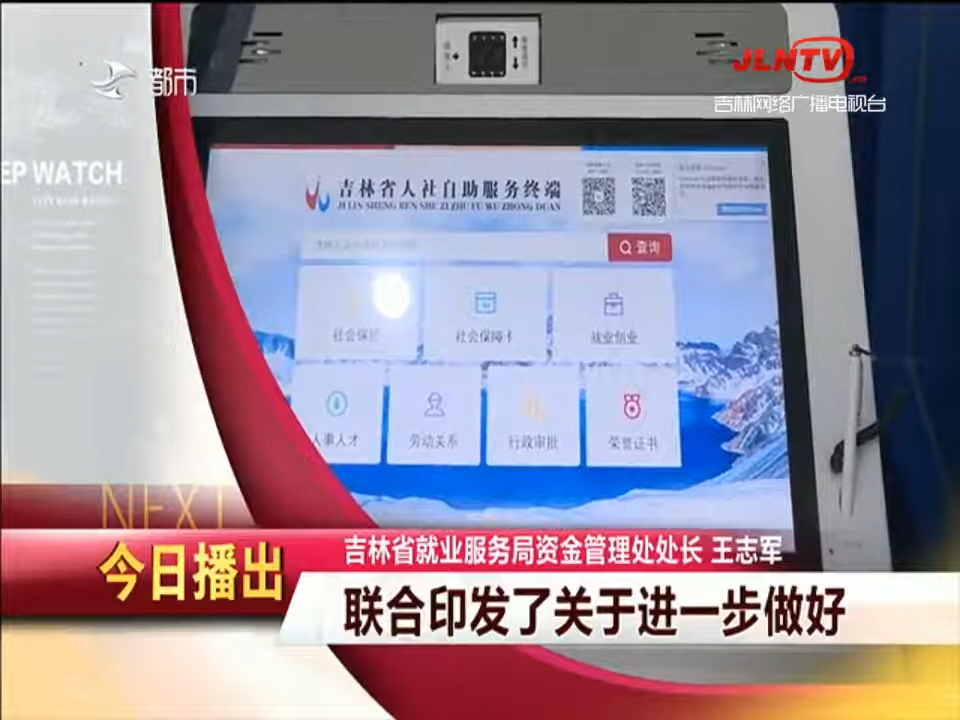 都市
JLNTV
吉林网络广播电视台
EP WATCH
吉林省人社自助服务终端
JI LIN SHENG REN SHE ZI ZHU FU WU ZHONG DUAN
查询
社会保险
社会保障卡
就业创业
人事人才
劳动关系
行政审批
荣誉证书
NEXT
今日播出
吉林省就业服务局资金管理处处长 王志军
联合印发了关于进一步做好